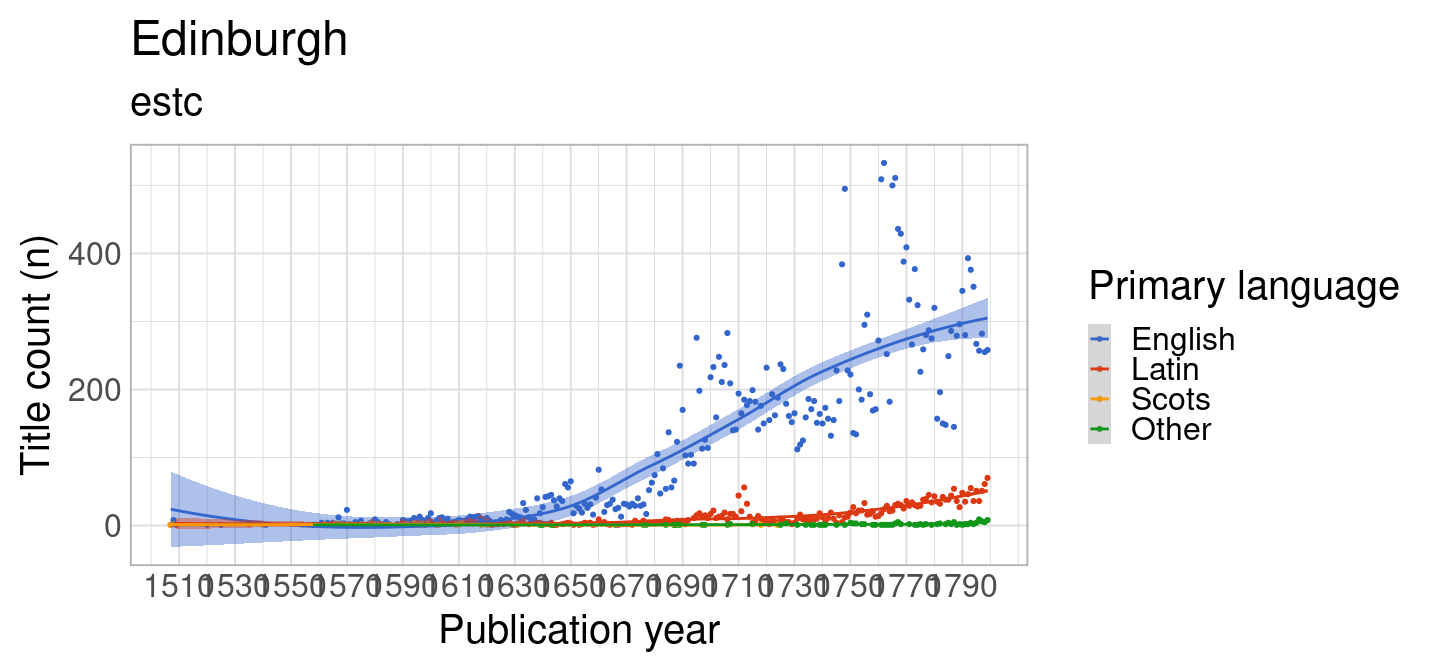 Edinburgh
estc
Title count (n)
400
200
0
1510 1530 1550 1570 1590 1610 1630 1650 1670 1690 1710 1730 1750 1770 1790
Publication year
Primary language
English
Latin
Scots
Other